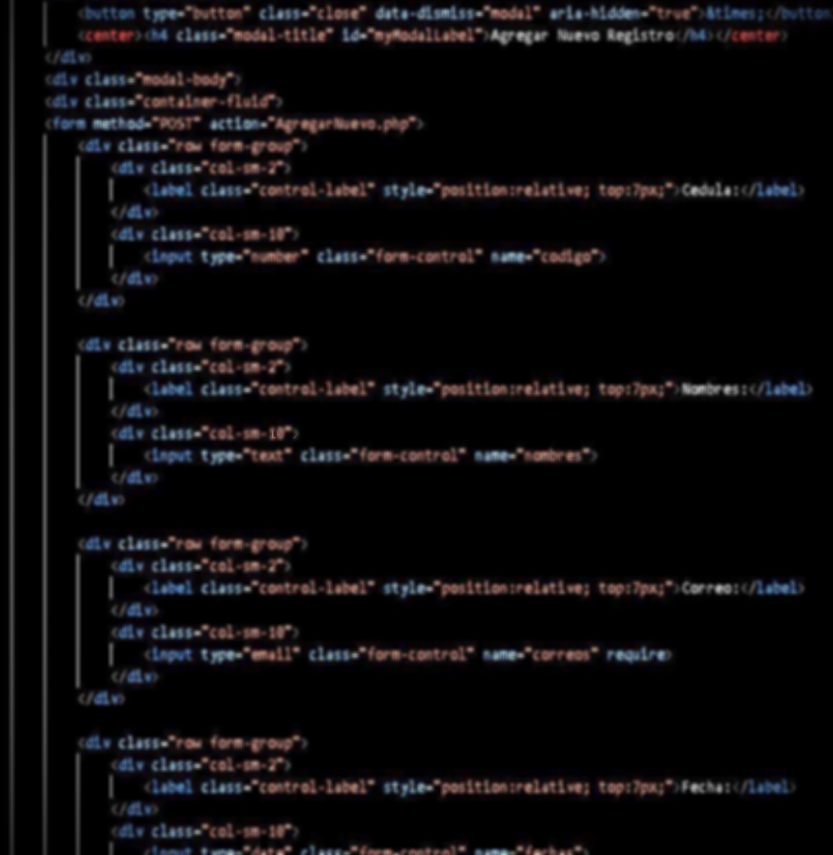 <button type="button" class="close" data-dismiss="modal" aria-hidden="true">&times;</button
<center><h4 class="modal-title" id="myModalLabel">Agregar Nuevo Registro</h4></center>
</div>
<div class="modal-body">
<div class="container-fluid">
<form method="POST" action="AgregarNuevo.php">
<div class="row form-group">
<div class="col-sm-2">
<label class="control-label" style="position:relative; top:7px;">Cedula:</label>
</div>
<div class="col-sm-10">
<input type="number" class="form-control" name="codigo">
</div>
</div>
<div class="row form-group">
<div class="col-sm-2">
<label class="control-label" style="position:relative; top:7px;">Nombres:</label>
</div>
<div class="col-sm-10">
<input type="text" class="form-control" name="nombres">
</div>
</div>
<div class="row form-group">
<div class="col-sm-2">
<label class="control-label" style="position:relative; top:7px;">Correo:</label>
</div>
<div class="col-sm-10">
<input type="email" class="form-control" name="correos" require>
</div>
</div>
<div class="row form-group">
<div class="col-sm-2">
<label class="control-label" style="position:relative; top:7px;">Fecha:</label>
</div>
<div class="col-sm-10">
<input type="date" class="form-control" name="fechas">